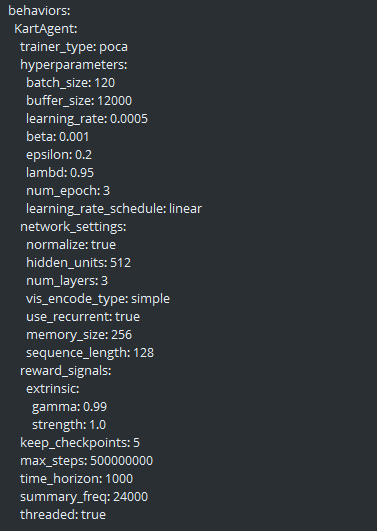 behaviors:
KartAgent:
trainer_type: poca
hyperparameters:
batch_size: 120
buffer_size: 12000
learning_rate: 0.0005
beta: 0.001
epsilon: 0.2
lambd: 0.95
num_epoch: 3
learning_rate_schedule: linear
network_settings:
normalize: true
hidden_units: 512
num_layers: 3
vis_encode_type: simple
use_recurrent: true
memory_size: 256
sequence_length: 128
reward_signals:
extrinsic:
gamma: 0.99
strength: 1.0
keep_checkpoints: 5
max_steps: 500000000
time_horizon: 1000
summary_freq: 24000
threaded: true